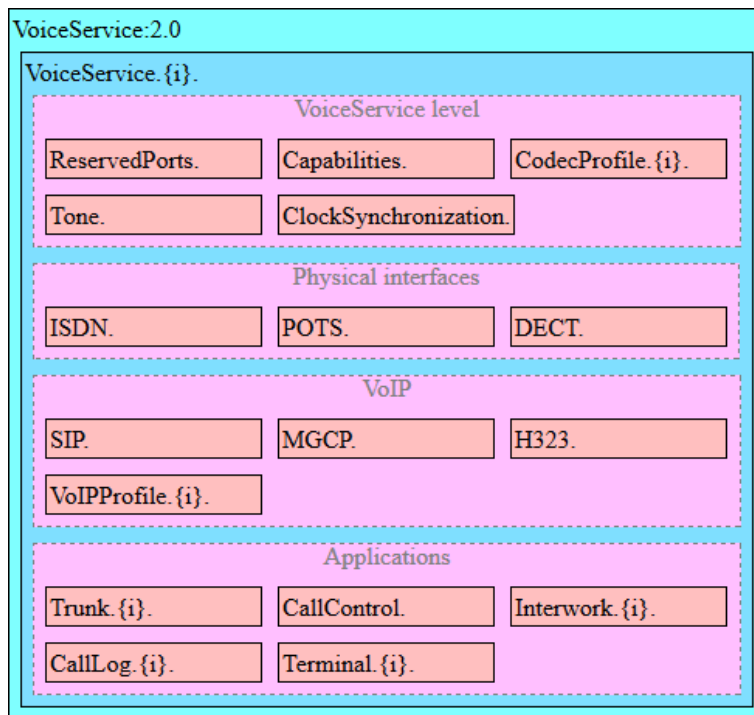 VoiceService:2.0
VoiceService.{i}.
VoiceService level
ReservedPorts. Capabilities. CodecProfile.{i}.
Tone. ClockSynchronization.
Physical interfaces
ISDN. POTS. DECT.
VoIP
SIP. MGCP. H323.
VoIPProfile.{i}.
Applications
Trunk.{i}. CallControl. Interwork.{i}.
CallLog.{i}. Terminal.{i}.